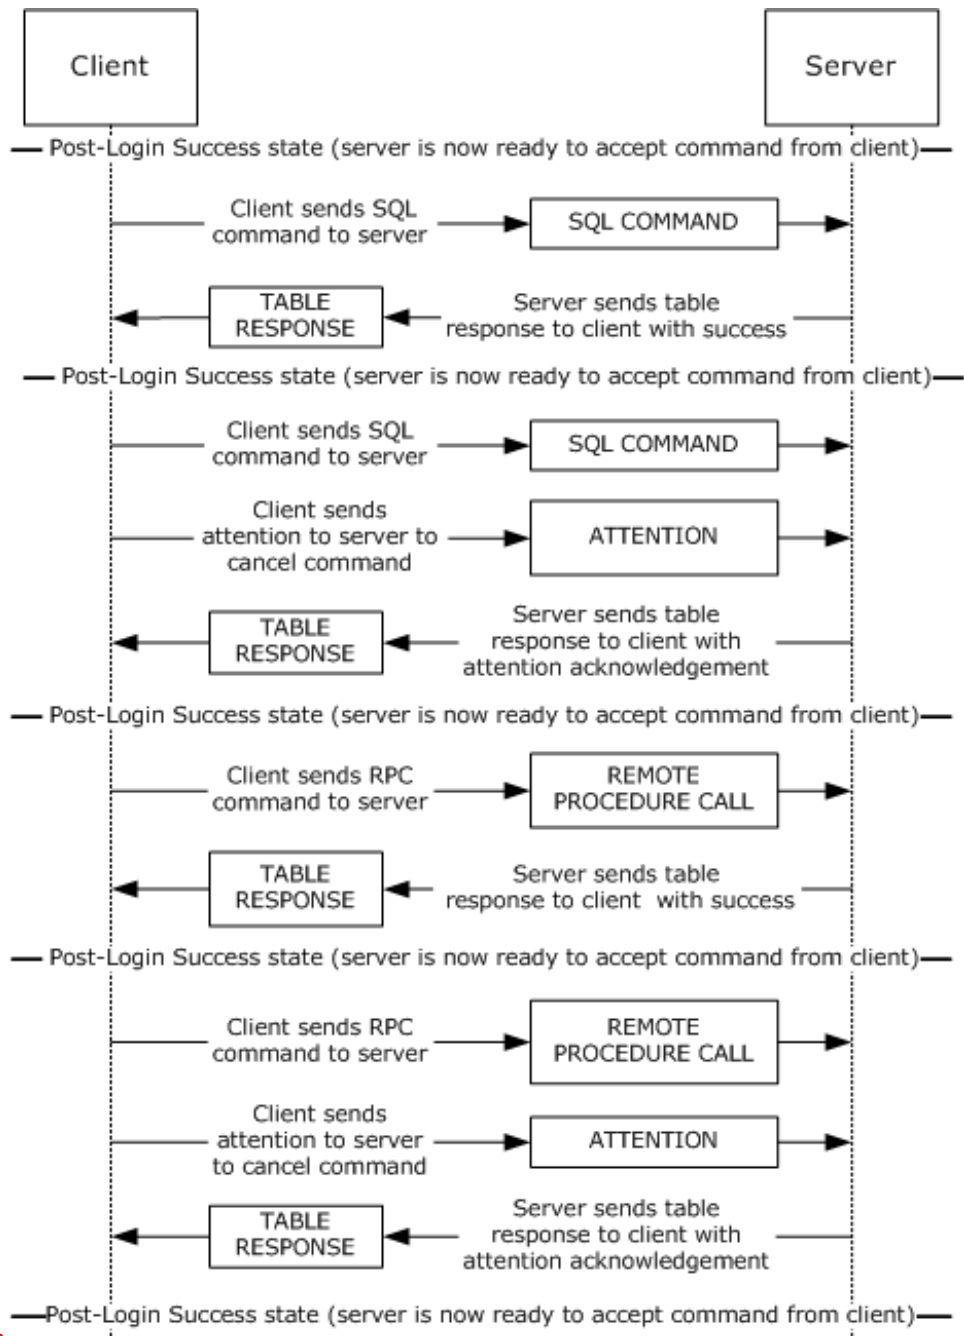 Client
Server
Post-Login Success state (server is now ready to accept command from client)
Client sends SQL
command to server
SQL COMMAND
TABLE
RESPONSE
Server sends table
response to client with success
Post-Login Success state (server is now ready to accept command from client)
Client sends SQL
command to server
SQL COMMAND
Client sends
attention to server to
cancel command
ATTENTION
TABLE
RESPONSE
Server sends table
response to client with
attention acknowledgement
Post-Login Success state (server is now ready to accept command from client)
Client sends RPC
command to server
REMOTE
PROCEDURE CALL
TABLE
RESPONSE
Server sends table
response to client with success
Post-Login Success state (server is now ready to accept command from client)
Client sends RPC
command to server
REMOTE
PROCEDURE CALL
Client sends
attention to server
to cancel command
ATTENTION
TABLE
RESPONSE
Server sends table
response to client with
attention acknowledgement
Post-Login Success state (server is now ready to accept command from client)